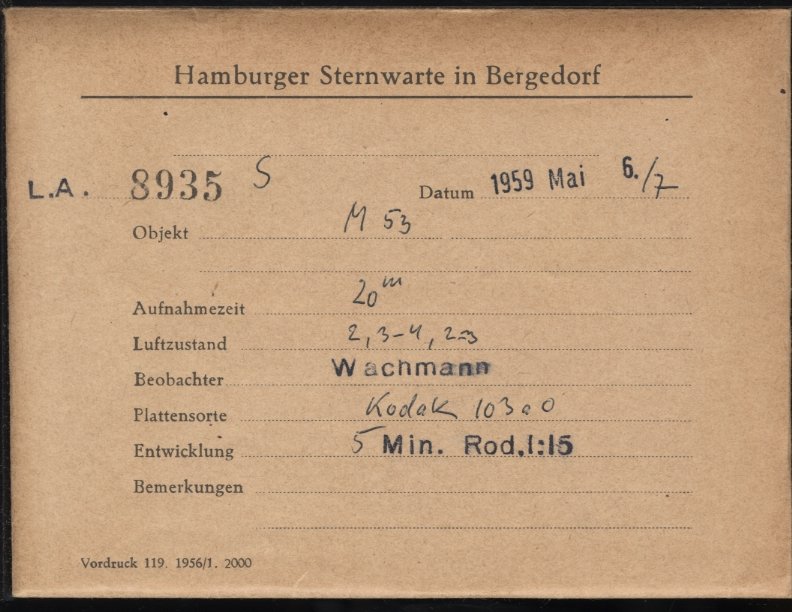 Hamburger Sternwarte in Bergedorf
L.A. 8935 S Datum 1959 Mai 6./7
Objekt M 53
Aufnahmezeit 20m
Luftzustand 2, 3-4, 2-3
Beobachter Wachmann
Plattensorte Kodak 103a0
Entwicklung 5 Min. Rod. 1:15
Bemerkungen
Vordruck 119. 1956/1. 2000